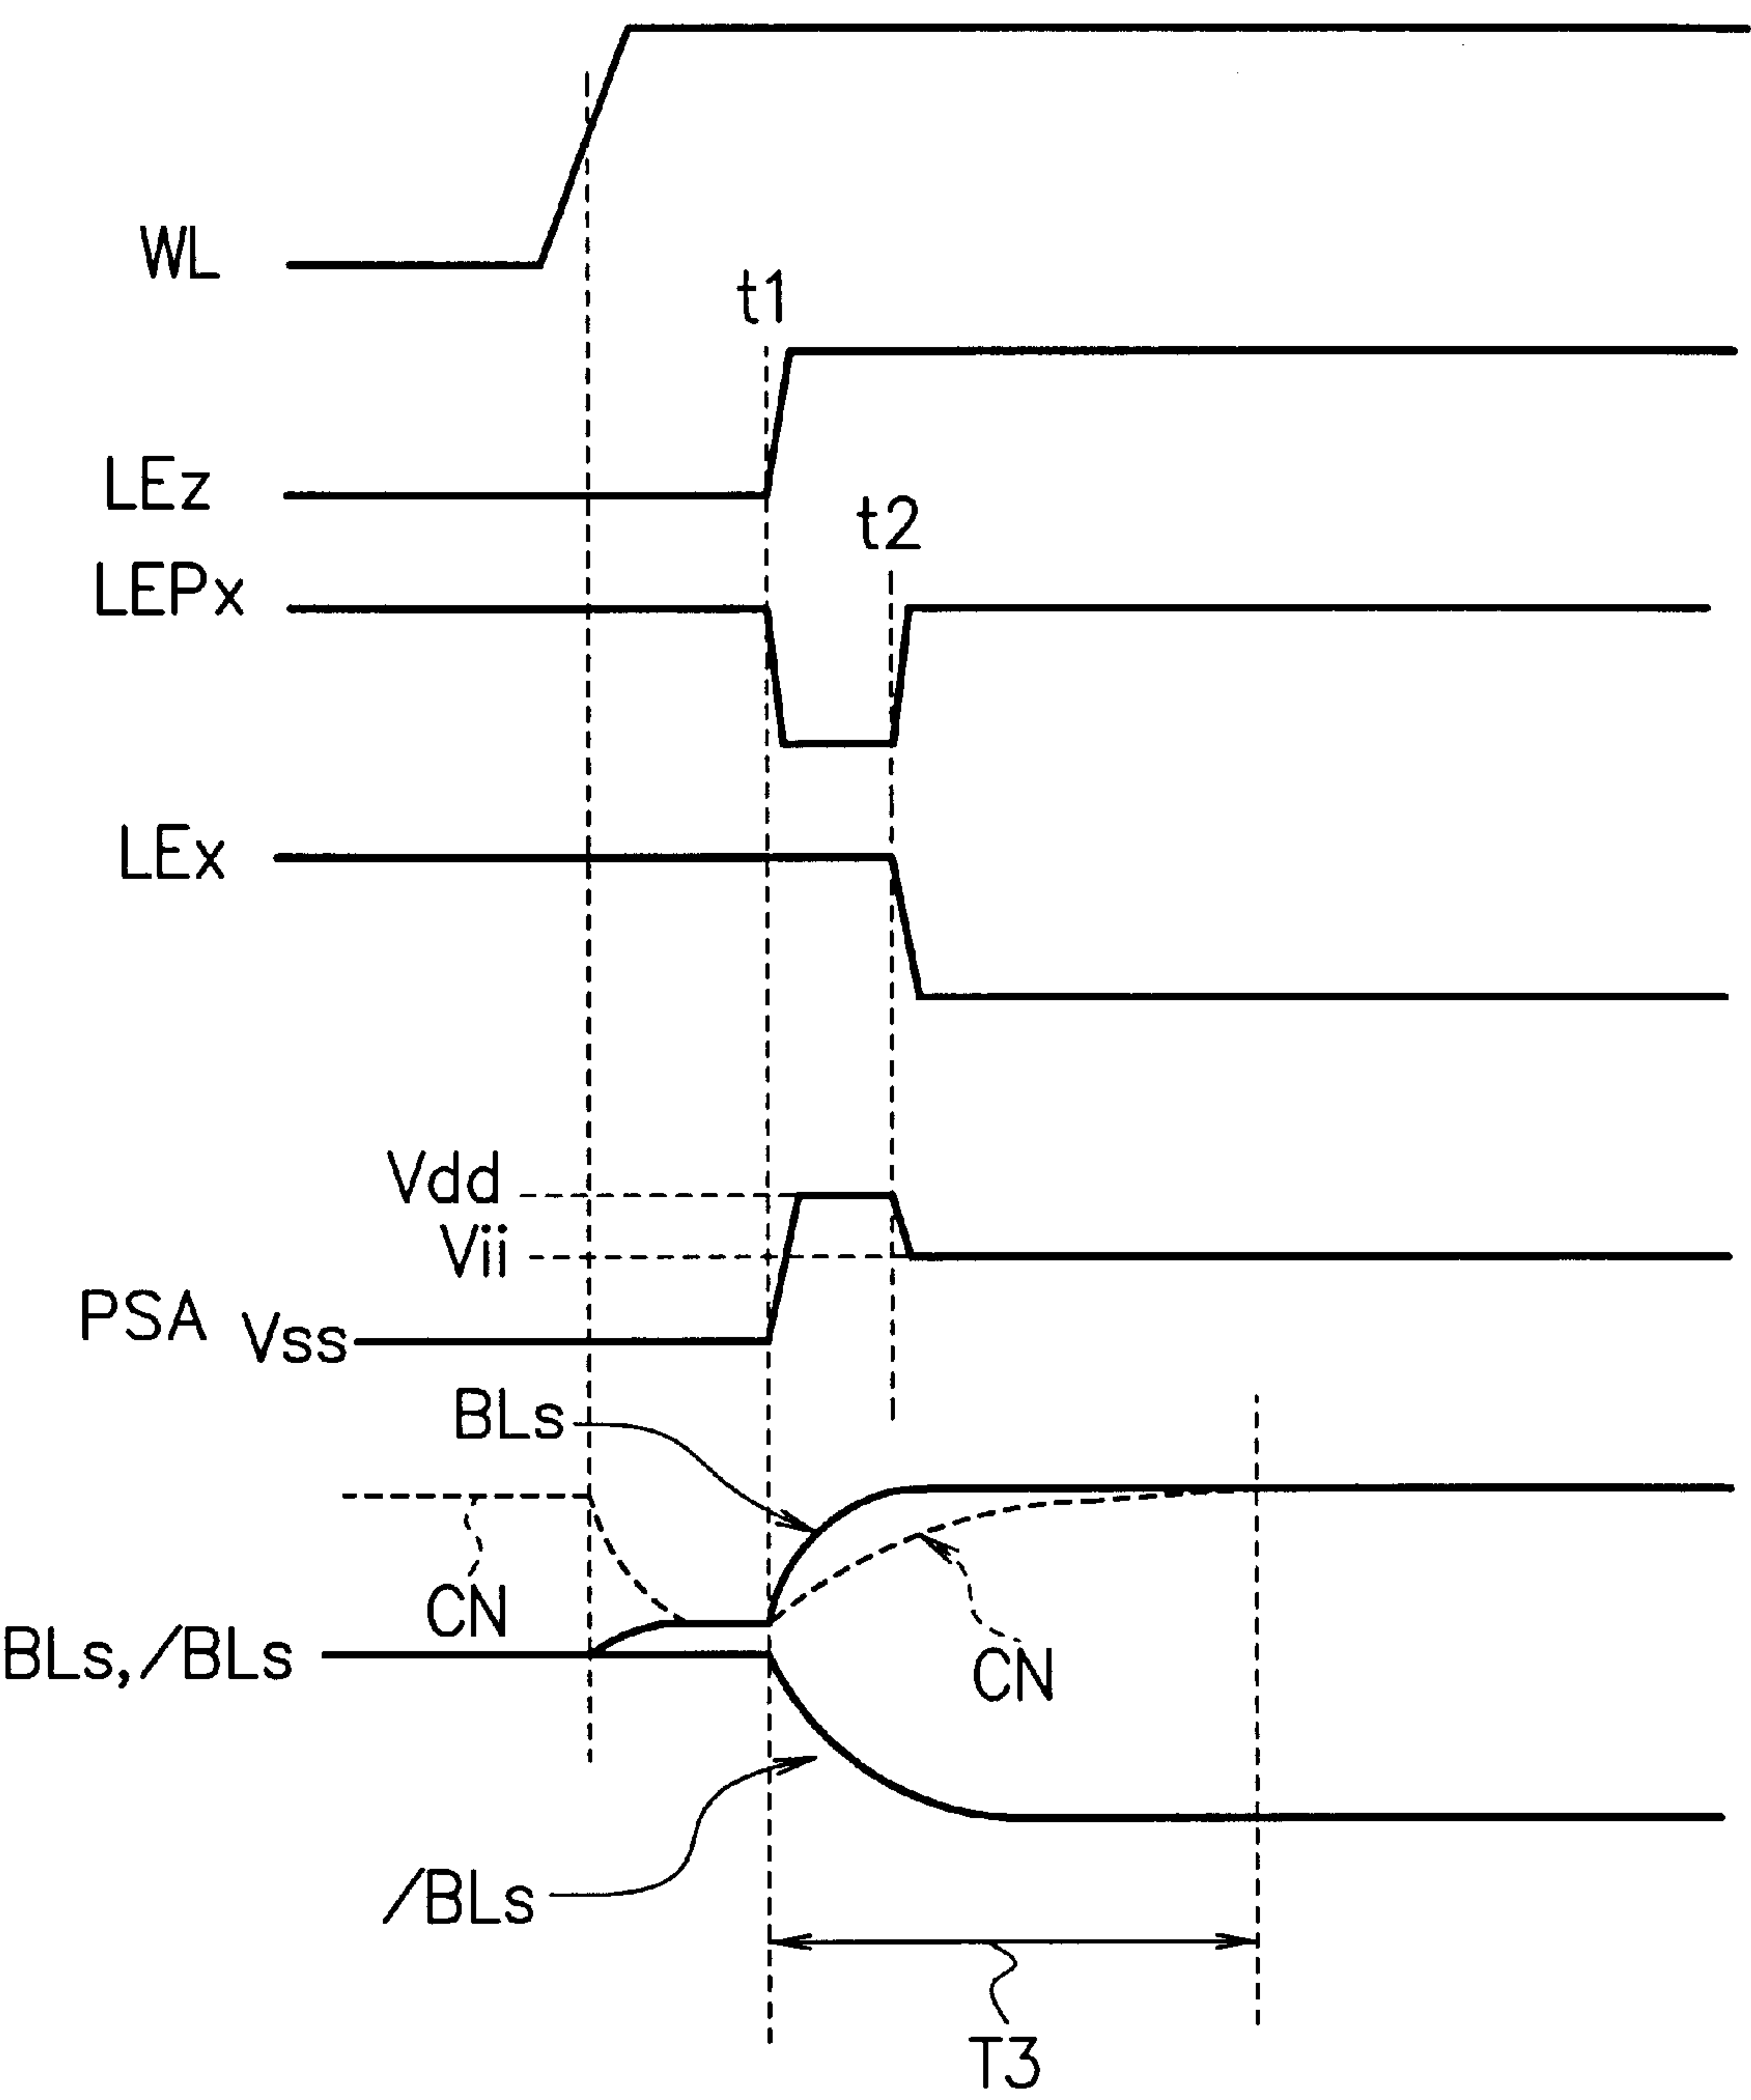 WL
t1
LEz
t2
LEPx
LEx
Vdd
Vii
PSA Vss
BLs
CN
BLs,/BLs
CN
/BLs
T3